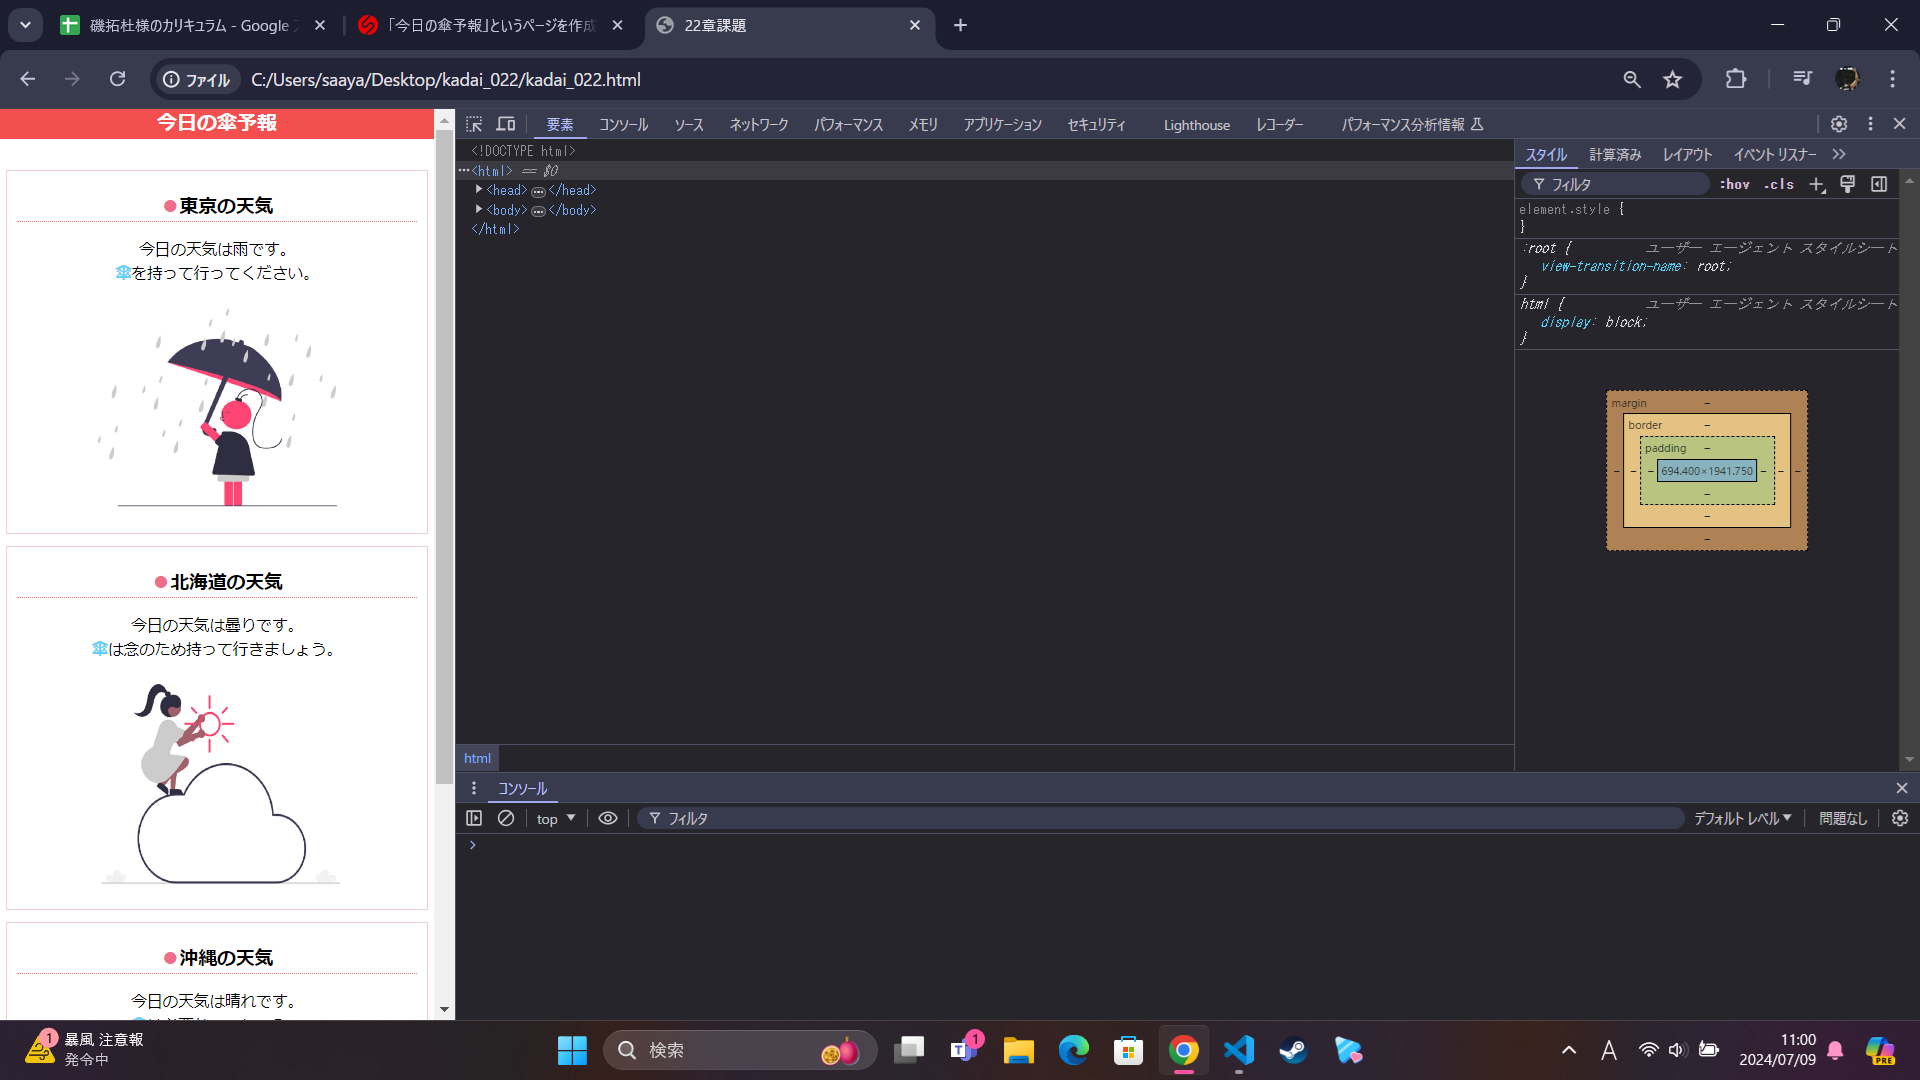 磯拓杜様のカリキュラム - Google
「今日の傘予報」というページを作成
22章課題
ファイル
C:/Users/saaya/Desktop/kadai_022/kadai_022.html
今日の傘予報
●東京の天気
今日の天気は雨です。
傘を持って行ってください。
●北海道の天気
今日の天気は曇りです。
傘は念のため持って行きましょう。
●沖縄の天気
今日の天気は晴れです。
要素 コンソール ソース ネットワーク パフォーマンス メモリ アプリケーション セキュリティ Lighthouse レコーダー パフォーマンス分析情報
<!DOCTYPE html>
<html> == $0
<head> </head>
<body> </body>
</html>
html
スタイル 計算済み レイアウト イベント リスナー
フィルタ :hov .cls
element.style {
}
:root { ユーザー エージェント スタイルシート
view-transition-name: root;
}
html { ユーザー エージェント スタイルシート
display: block;
}
margin
border
padding
694.400×1941.750
コンソール
top フィルタ デフォルト レベル 問題なし
1
暴風 注意報
発令中
検索
1
A
11:00
2024/07/09
PRE